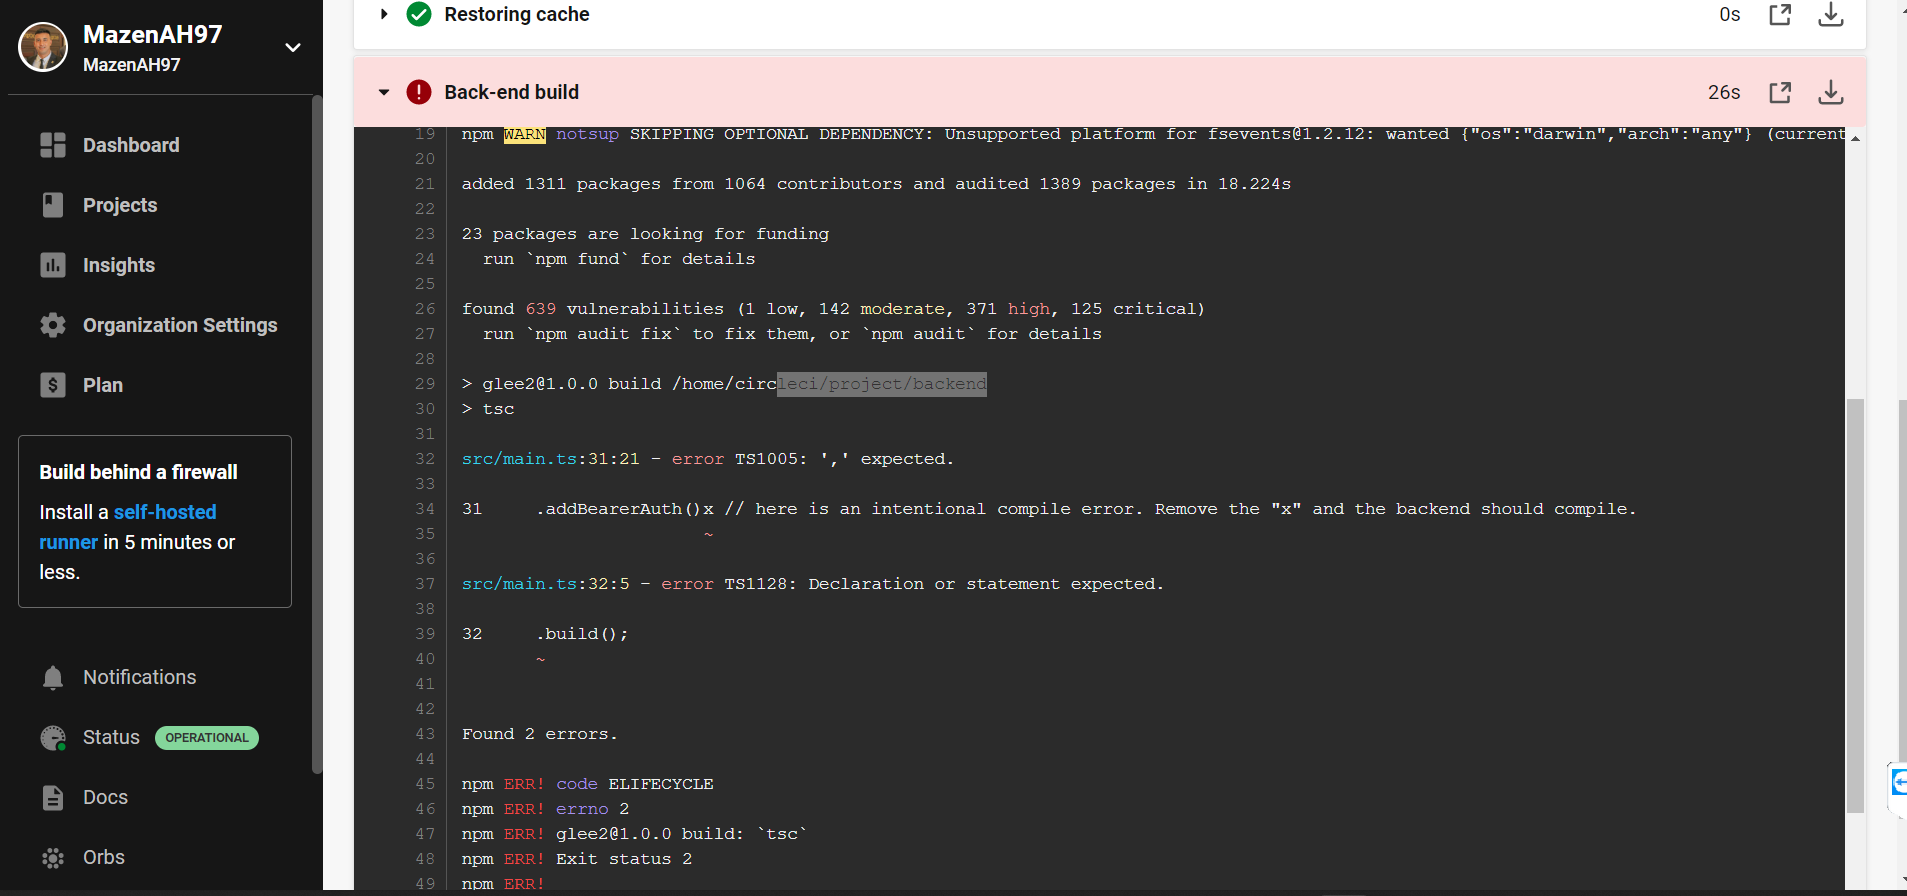 MazenAH97
MazenAH97
Dashboard
Projects
Insights
Organization Settings
Plan
Build behind a firewall
Install a self-hosted
runner in 5 minutes or
less.
Notifications
Status OPERATIONAL
Docs
Orbs
Restoring cache 0s
Back-end build 26s
19 npm WARN notsup SKIPPING OPTIONAL DEPENDENCY: Unsupported platform for fsevents@1.2.12: wanted {"os":"darwin","arch":"any"} (current
20
21 added 1311 packages from 1064 contributors and audited 1389 packages in 18.224s
22
23 23 packages are looking for funding
24 run `npm fund` for details
25
26 found 639 vulnerabilities (1 low, 142 moderate, 371 high, 125 critical)
27 run `npm audit fix` to fix them, or `npm audit` for details
28
29 > glee2@1.0.0 build /home/circleci/project/backend
30 > tsc
31
32 src/main.ts:31:21 - error TS1005: ',' expected.
33
34 31 .addBearerAuth()x // here is an intentional compile error. Remove the "x" and the backend should compile.
35 ~
36
37 src/main.ts:32:5 - error TS1128: Declaration or statement expected.
38
39 32 .build();
40 ~
41
42
43 Found 2 errors.
44
45 npm ERR! code ELIFECYCLE
46 npm ERR! errno 2
47 npm ERR! glee2@1.0.0 build: `tsc`
48 npm ERR! Exit status 2
49 npm ERR!